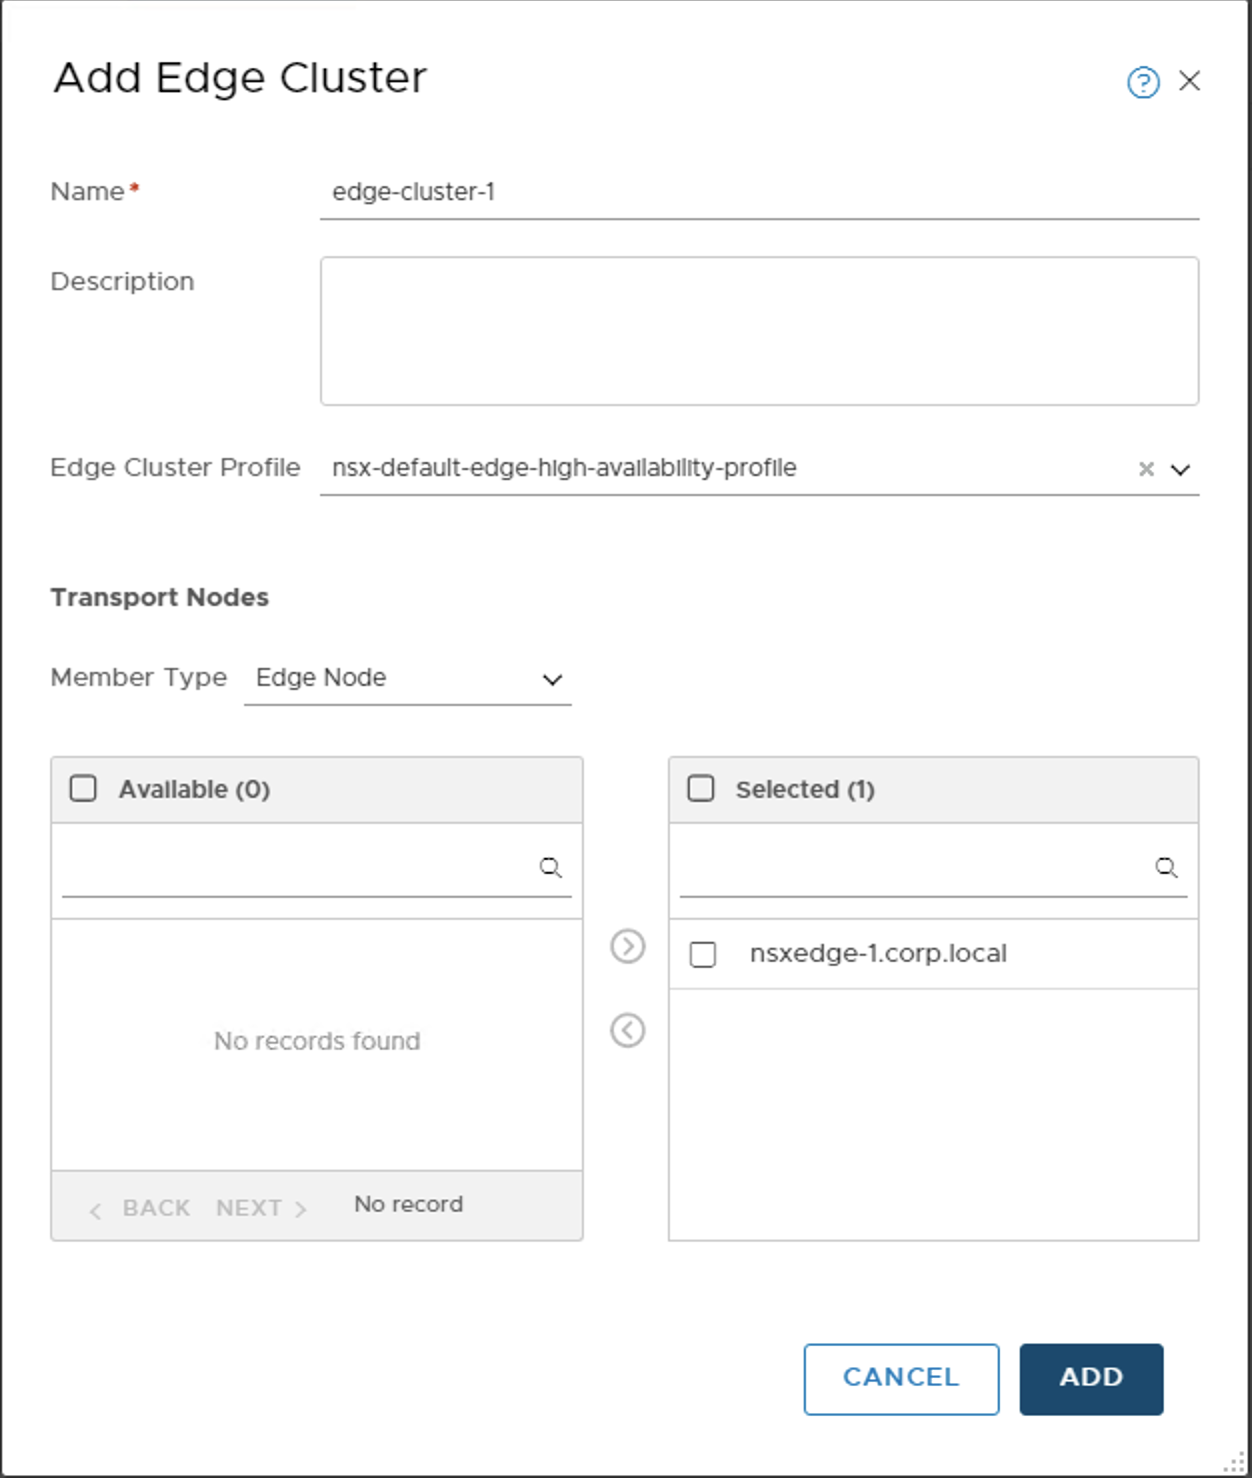 Add Edge Cluster
?
Name*
edge-cluster-1
Description
Edge Cluster Profile
nsx-default-edge-high-availability-profile
Transport Nodes
Member Type
Edge Node
Available (0)
Selected (1)
nsxedge-1.corp.local
No records found
BACK NEXT No record
CANCEL ADD